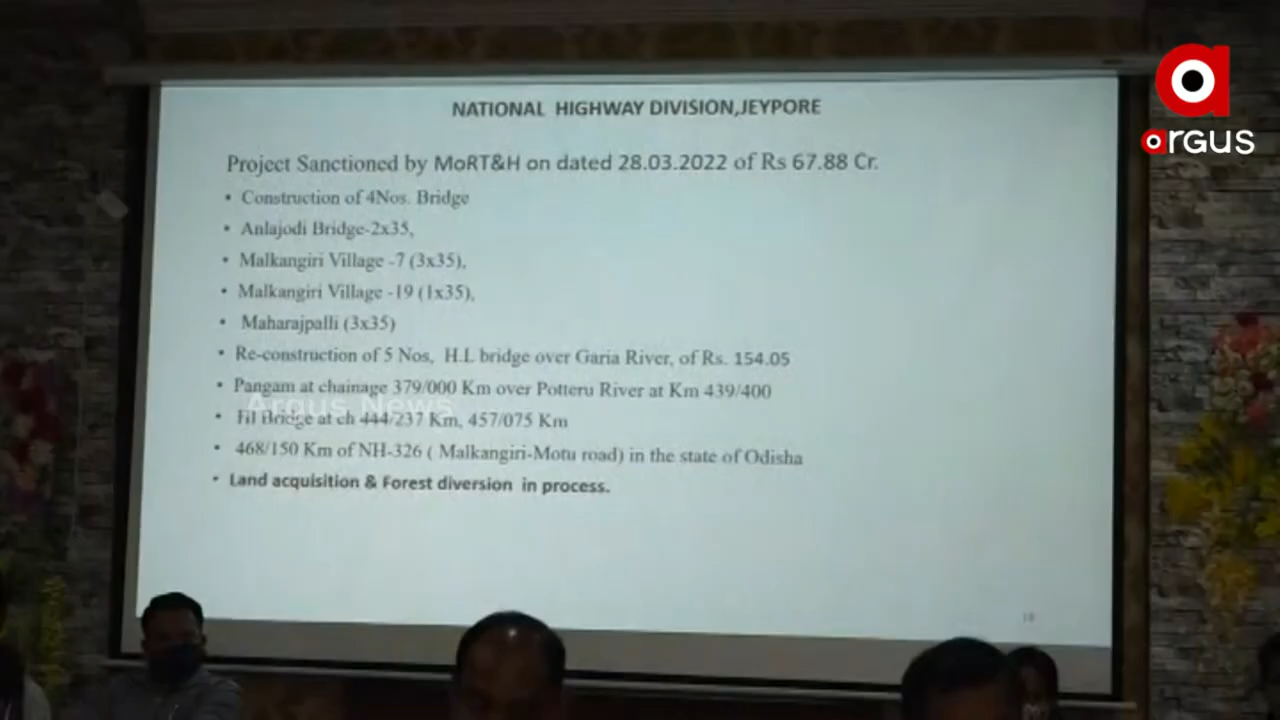 NATIONAL HIGHWAY DIVISION,JEYPORE
argus
Project Sanctioned by MoRT&H on dated 28.03.2022 of Rs 67.88 Cr.
• Construction of 4Nos. Bridge
• Anlajodi Bridge-2x35,
• Malkangiri Village -7 (3x35),
• Malkangiri Village -19 (1x35),
• Maharajpalli (3x35)
• Re-construction of 5 Nos, H.L bridge over Garia River, of Rs. 154.05
• Pangam at chainage 379/000 Km over Potteru River at Km 439/400
Argus News
• Bridge at ch 444/237 Km, 457/075 Km
• 468/150 Km of NH-326 ( Malkangiri-Motu road) in the state of Odisha
• Land acquisition & Forest diversion in process.